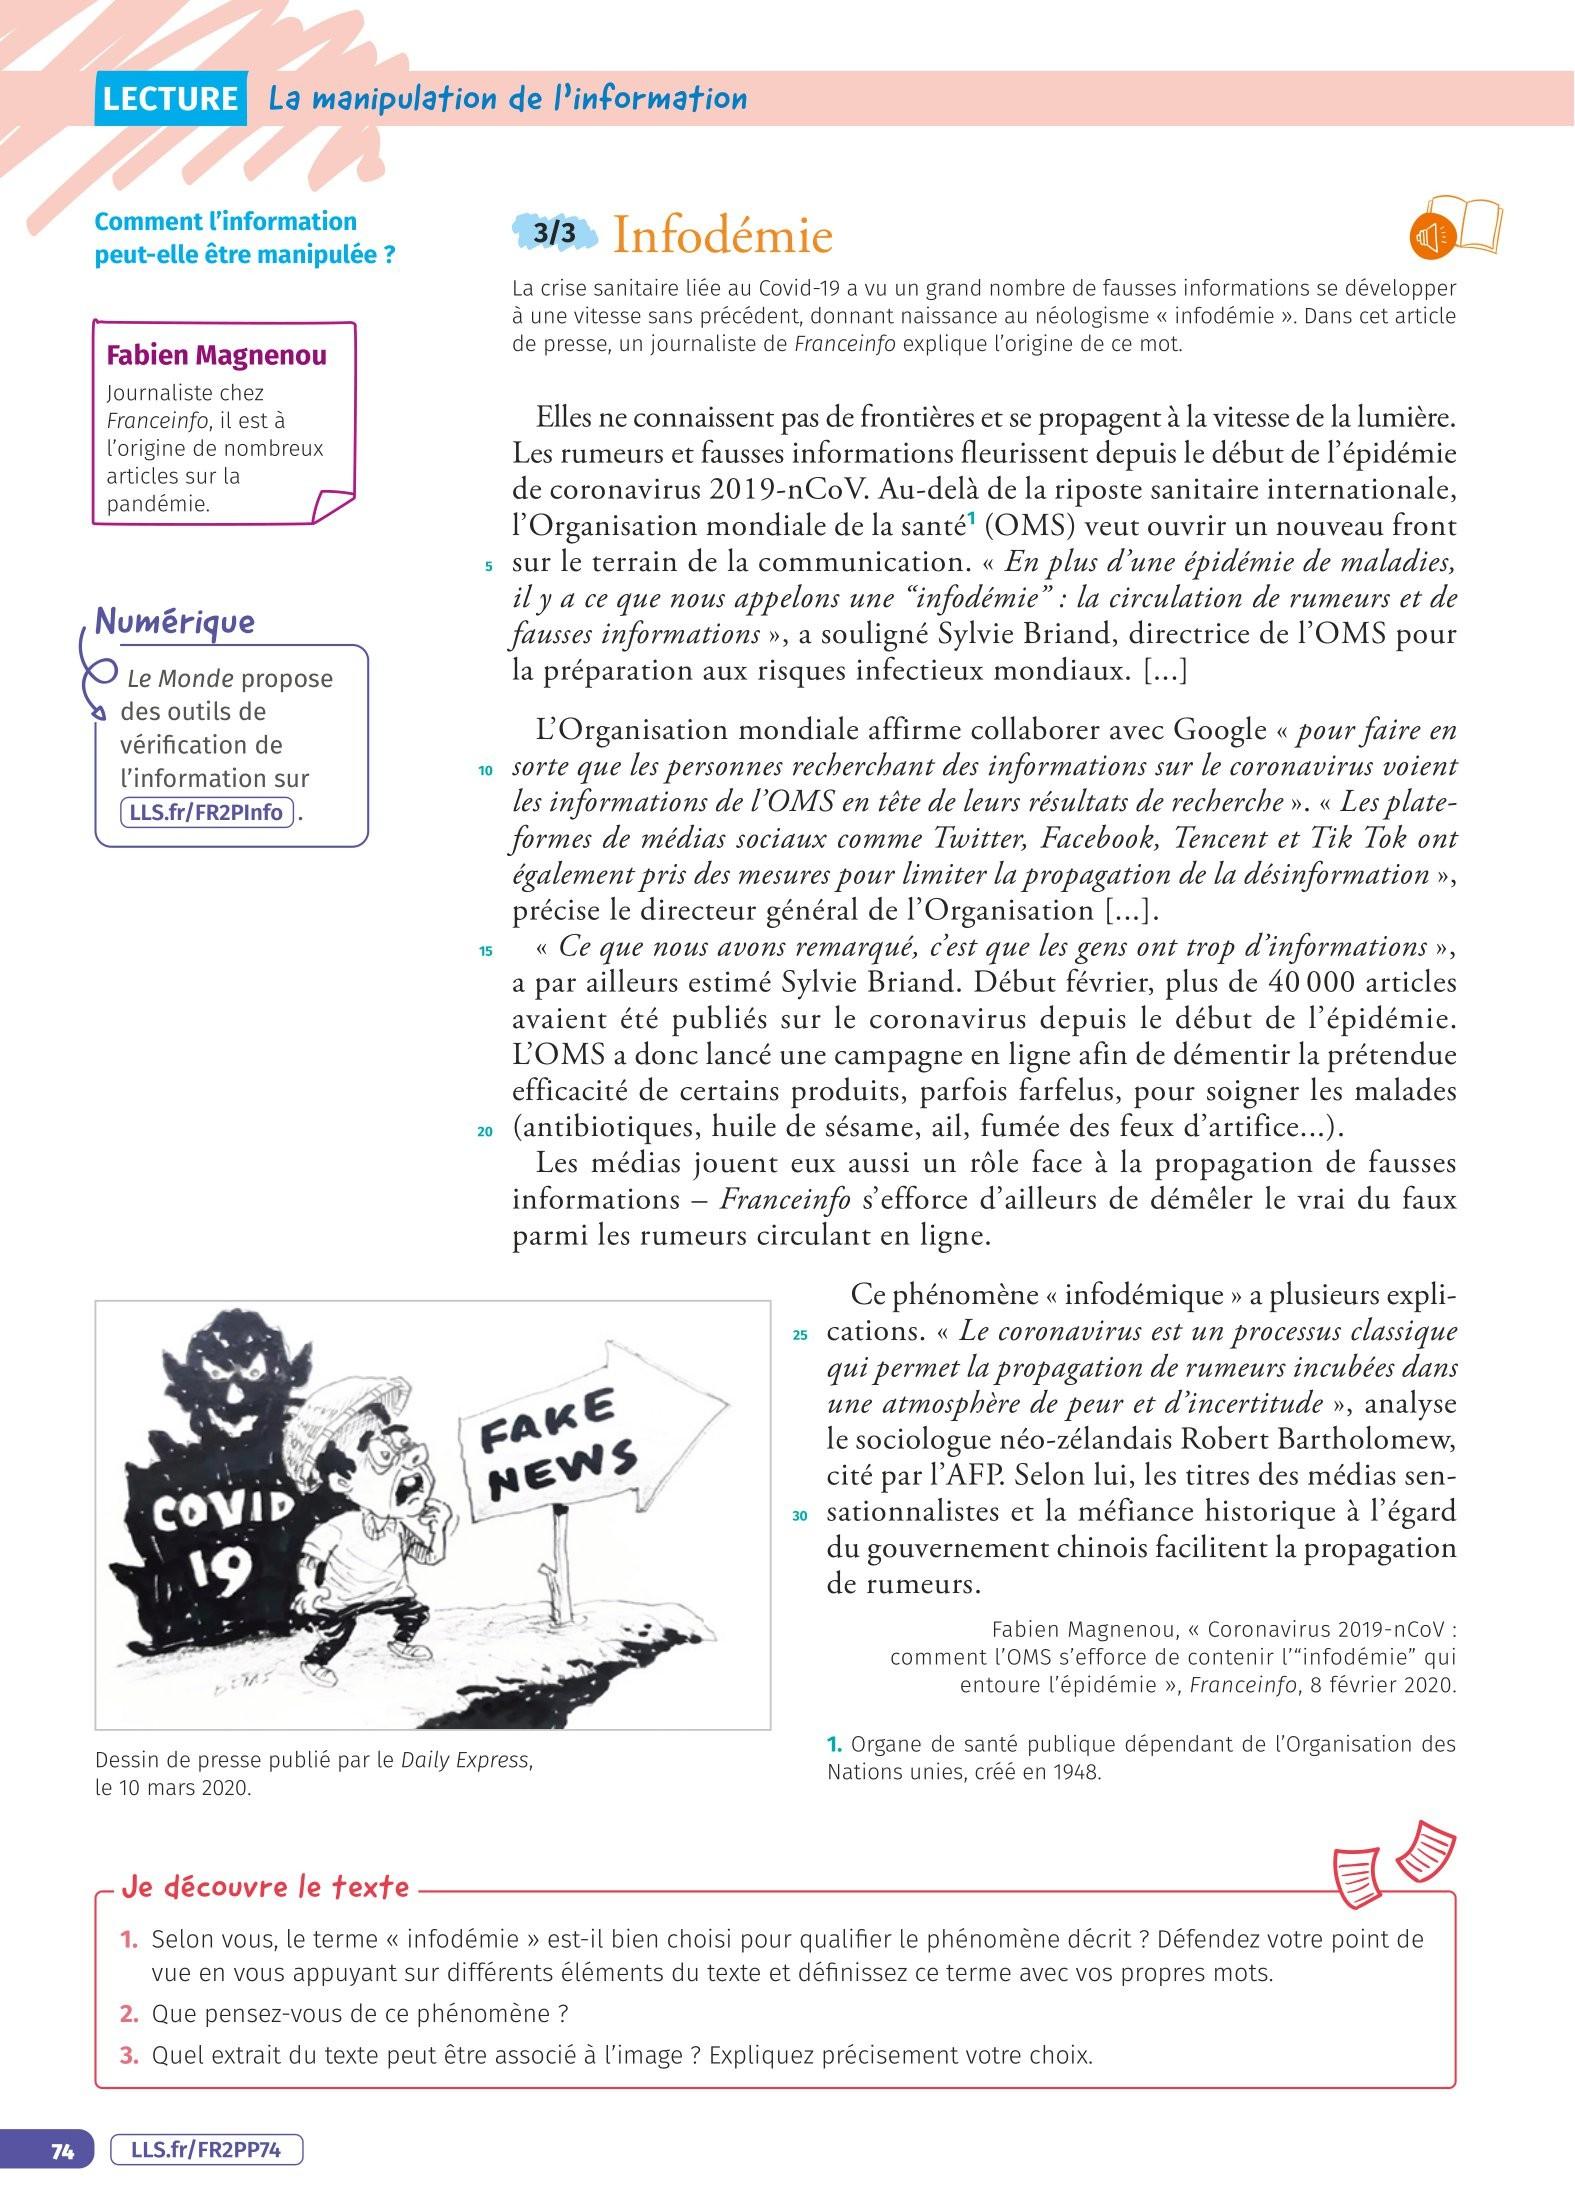 LECTURE La manipulation de l'information
Comment l'information
peut-elle être manipulée ?
Fabien Magnenou
Journaliste chez
Franceinfo, il est à
l'origine de nombreux
articles sur la
pandémie.
Numérique
Le Monde propose
des outils de
vérification de
l'information sur
LLS.fr/FR2PInfo .
3/3 Infodémie
La crise sanitaire liée au Covid-19 a vu un grand nombre de fausses informations se développer
à une vitesse sans précédent, donnant naissance au néologisme « infodémie ». Dans cet article
de presse, un journaliste de Franceinfo explique l'origine de ce mot.
Elles ne connaissent pas de frontières et se propagent à la vitesse de la lumière.
Les rumeurs et fausses informations fleurissent depuis le début de l'épidémie
de coronavirus 2019-nCoV. Au-delà de la riposte sanitaire internationale,
l'Organisation mondiale de la santé1 (OMS) veut ouvrir un nouveau front
5 sur le terrain de la communication. « En plus d'une épidémie de maladies,
il y a ce que nous appelons une “infodémie” : la circulation de rumeurs et de
fausses informations », a souligné Sylvie Briand, directrice de l'OMS pour
la préparation aux risques infectieux mondiaux. [...]
L'Organisation mondiale affirme collaborer avec Google « pour faire en
10 sorte que les personnes recherchant des informations sur le coronavirus voient
les informations de l'OMS en tête de leurs résultats de recherche ». « Les plate-
formes de médias sociaux comme Twitter, Facebook, Tencent et Tik Tok ont
également pris des mesures pour limiter la propagation de la désinformation »,
précise le directeur général de l'Organisation [...].
15 « Ce que nous avons remarqué, c'est que les gens ont trop d'informations »,
a par ailleurs estimé Sylvie Briand. Début février, plus de 40 000 articles
avaient été publiés sur le coronavirus depuis le début de l'épidémie.
L'OMS a donc lancé une campagne en ligne afin de démentir la prétendue
efficacité de certains produits, parfois farfelus, pour soigner les malades
20 (antibiotiques, huile de sésame, ail, fumée des feux d'artifice...).
Les médias jouent eux aussi un rôle face à la propagation de fausses
informations – Franceinfo s'efforce d'ailleurs de démêler le vrai du faux
parmi les rumeurs circulant en ligne.
Ce phénomène « infodémique » a plusieurs expli-
25 cations. « Le coronavirus est un processus classique
qui permet la propagation de rumeurs incubées dans
une atmosphère de peur et d'incertitude », analyse
le sociologue néo-zélandais Robert Bartholomew,
cité par l'AFP. Selon lui, les titres des médias sen-
30 sationnalistes et la méfiance historique à l'égard
du gouvernement chinois facilitent la propagation
de rumeurs.
Fabien Magnenou, « Coronavirus 2019-nCoV :
comment l'OMS s'efforce de contenir l'“infodémie” qui
entoure l'épidémie », Franceinfo, 8 février 2020.
1. Organe de santé publique dépendant de l'Organisation des
Nations unies, créé en 1948.
COVID
19
FAKE
NEWS
Dessin de presse publié par le Daily Express,
le 10 mars 2020.
Je découvre le texte
1. Selon vous, le terme « infodémie » est-il bien choisi pour qualifier le phénomène décrit ? Défendez votre point de
vue en vous appuyant sur différents éléments du texte et définissez ce terme avec vos propres mots.
2. Que pensez-vous de ce phénomène ?
3. Quel extrait du texte peut être associé à l'image ? Expliquez précisement votre choix.
74 LLS.fr/FR2PP74